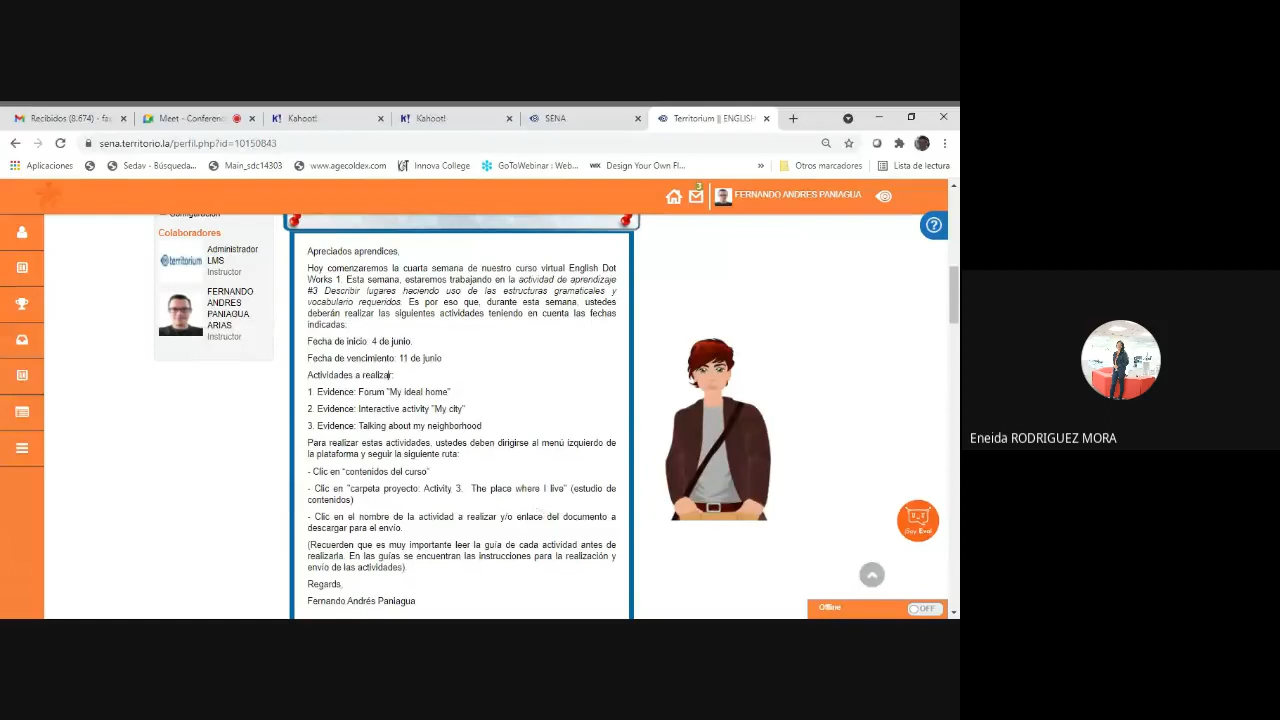 Recibidos (8.674) - fa
Meet - Conferen
Kahoot!
Kahoot!
SENA
Territorium || ENGLISH
sena.territorio.la/perfil.php?id=10150843
Aplicaciones
Sedav - Búsqueda...
Main_sdc14303
www.agecoldex.com
Innova College
GoToWebinar : Web...
WIX Design Your Own Fl...
»
Otros marcadores
Lista de lectura
3
FERNANDO ANDRES PANIAGUA
Configuración
Colaboradores
territorium
Administrador
LMS
Instructor
FERNANDO
ANDRES
PANIAGUA
ARIAS
Instructor
Apreciados aprendices,
Hoy comenzaremos la cuarta semana de nuestro curso virtual English Dot
Works 1. Esta semana, estaremos trabajando en la actividad de aprendizaje
#3 Describir lugares haciendo uso de las estructuras gramaticales y
vocabulario requeridos. Es por eso que, durante esta semana, ustedes
deberán realizar las siguientes actividades teniendo en cuenta las fechas
indicadas:
Fecha de inicio: 4 de junio.
Fecha de vencimiento: 11 de junio
Actividades a realizar:
1. Evidence: Forum "My ideal home"
2. Evidence: Interactive activity "My city"
3. Evidence: Talking about my neighborhood
Para realizar estas actividades, ustedes deben dirigirse al menú izquierdo de
la plataforma y seguir la siguiente ruta:
- Clic en "contenidos del curso"
- Clic en "carpeta proyecto: Activity 3. The place where I live" (estudio de
contenidos)
- Clic en el nombre de la actividad a realizar y/o enlace del documento a
descargar para el envío.
(Recuerden que es muy importante leer la guía de cada actividad antes de
realizarla. En las guías se encuentran las instrucciones para la realización y
envío de las actividades)
Regards,
Fernando Andrés Paniagua
¡Soy Eva!
Offline
OFF
Eneida RODRIGUEZ MORA